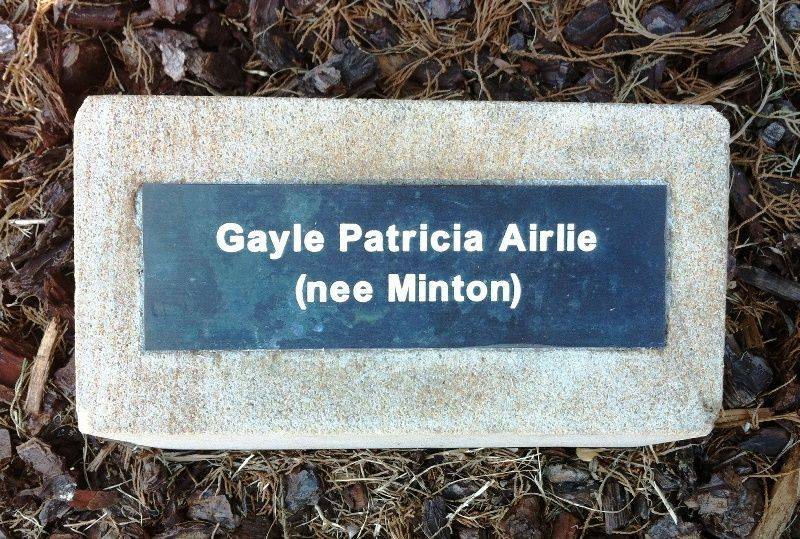 Gayle Patricia Airlie
(nee Minton)